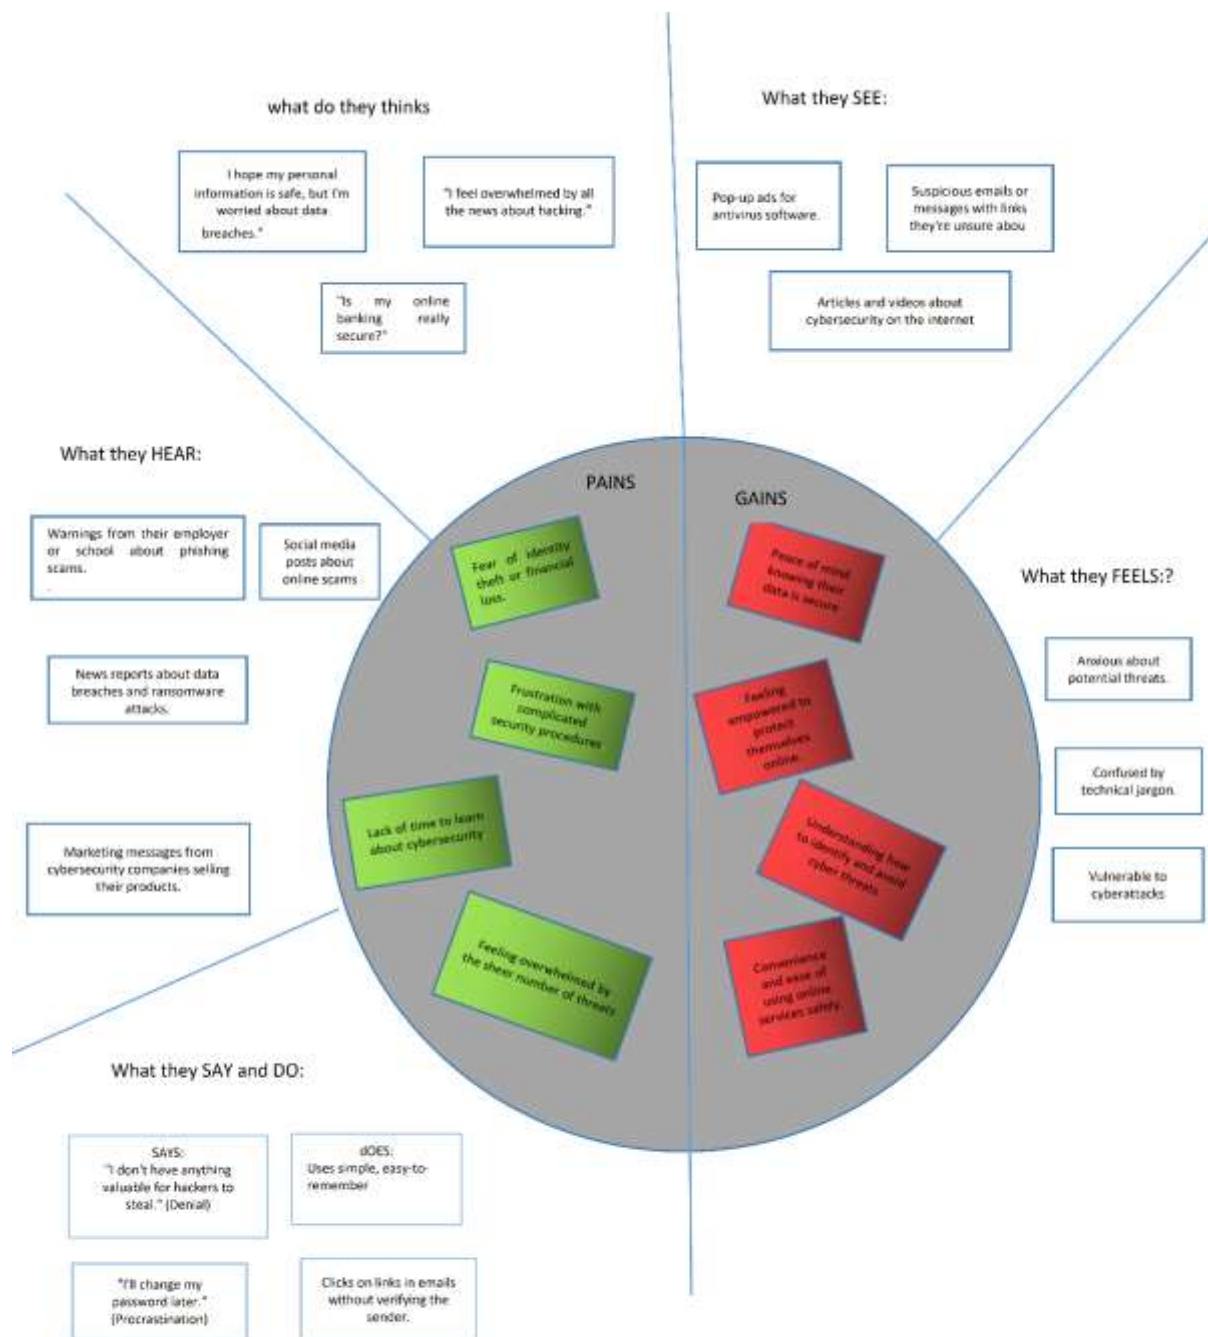 what do they thinks
I hope my personal
information is safe, but I'm
worried about data
breaches."
"I feel overwhelmed by all
the news about hacking."
"Is my online
banking really
secure?"
What they SEE:
Pop-up ads for
antivirus software.
Suspicious emails or
messages with links
they're unsure abou
Articles and videos about
cybersecurity on the internet
What they HEAR:
Warnings from their employer
or school about phishing
scams.
.
Social media
posts about
online scams
News reports about data
breaches and ransomware
attacks.
Marketing messages from
cybersecurity companies selling
their products.
PAINS
Fear of identity
theft or financial
loss.
Frustration with
complicated
security procedures
Lack of time to learn
about cybersecurity
Feeling overwhelmed by
the sheer number of threats
GAINS
Peace of mind
knowing their
data is secure
Feeling
empowered to
protect
themselves
online.
Understanding how
to identify and avoid
cyber threats
Convenience
and ease of
using online
services safely.
What they FEELS:?
Anxious about
potential threats.
Confused by
technical jargon.
Vulnerable to
cyberattacks
What they SAY and DO:
SAYS:
"I don't have anything
valuable for hackers to
steal." (Denial)
dOES:
Uses simple, easy-to-
remember
"I'll change my
password later."
(Procrastination)
Clicks on links in emails
without verifying the
sender.